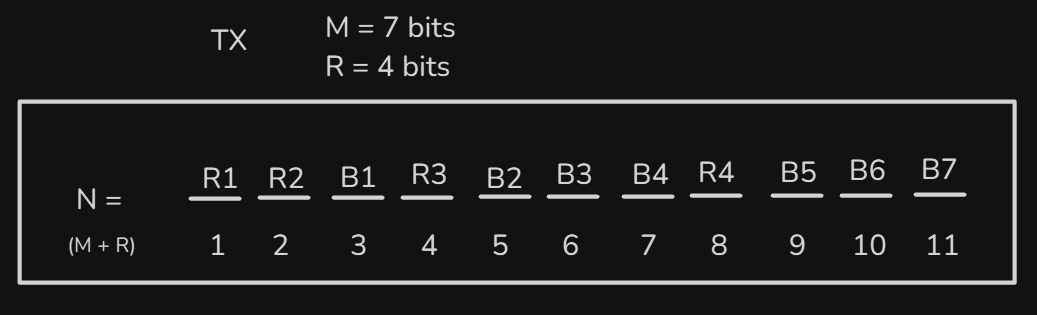 TX
M = 7 bits
R = 4 bits
R1 R2 B1 R3 B2 B3 B4 R4 B5 B6 B7
N =
(M + R) 1 2 3 4 5 6 7 8 9 10 11